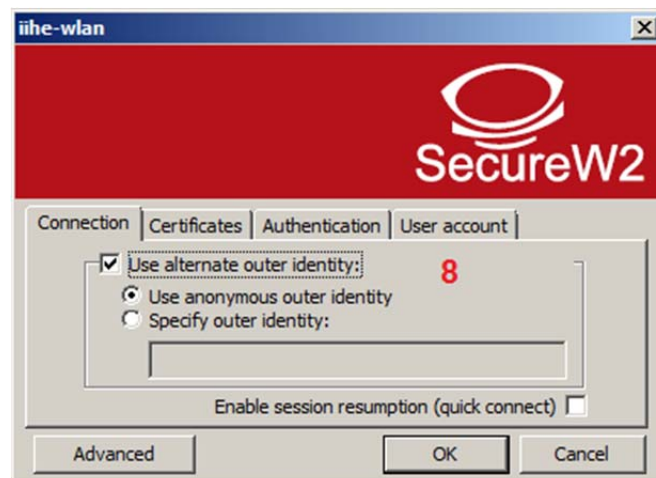 iihe-wlan
SecureW2
Connection Certificates Authentication User account
Use alternate outer identity:
8
Use anonymous outer identity
Specify outer identity:
Enable session resumption (quick connect)
Advanced OK Cancel